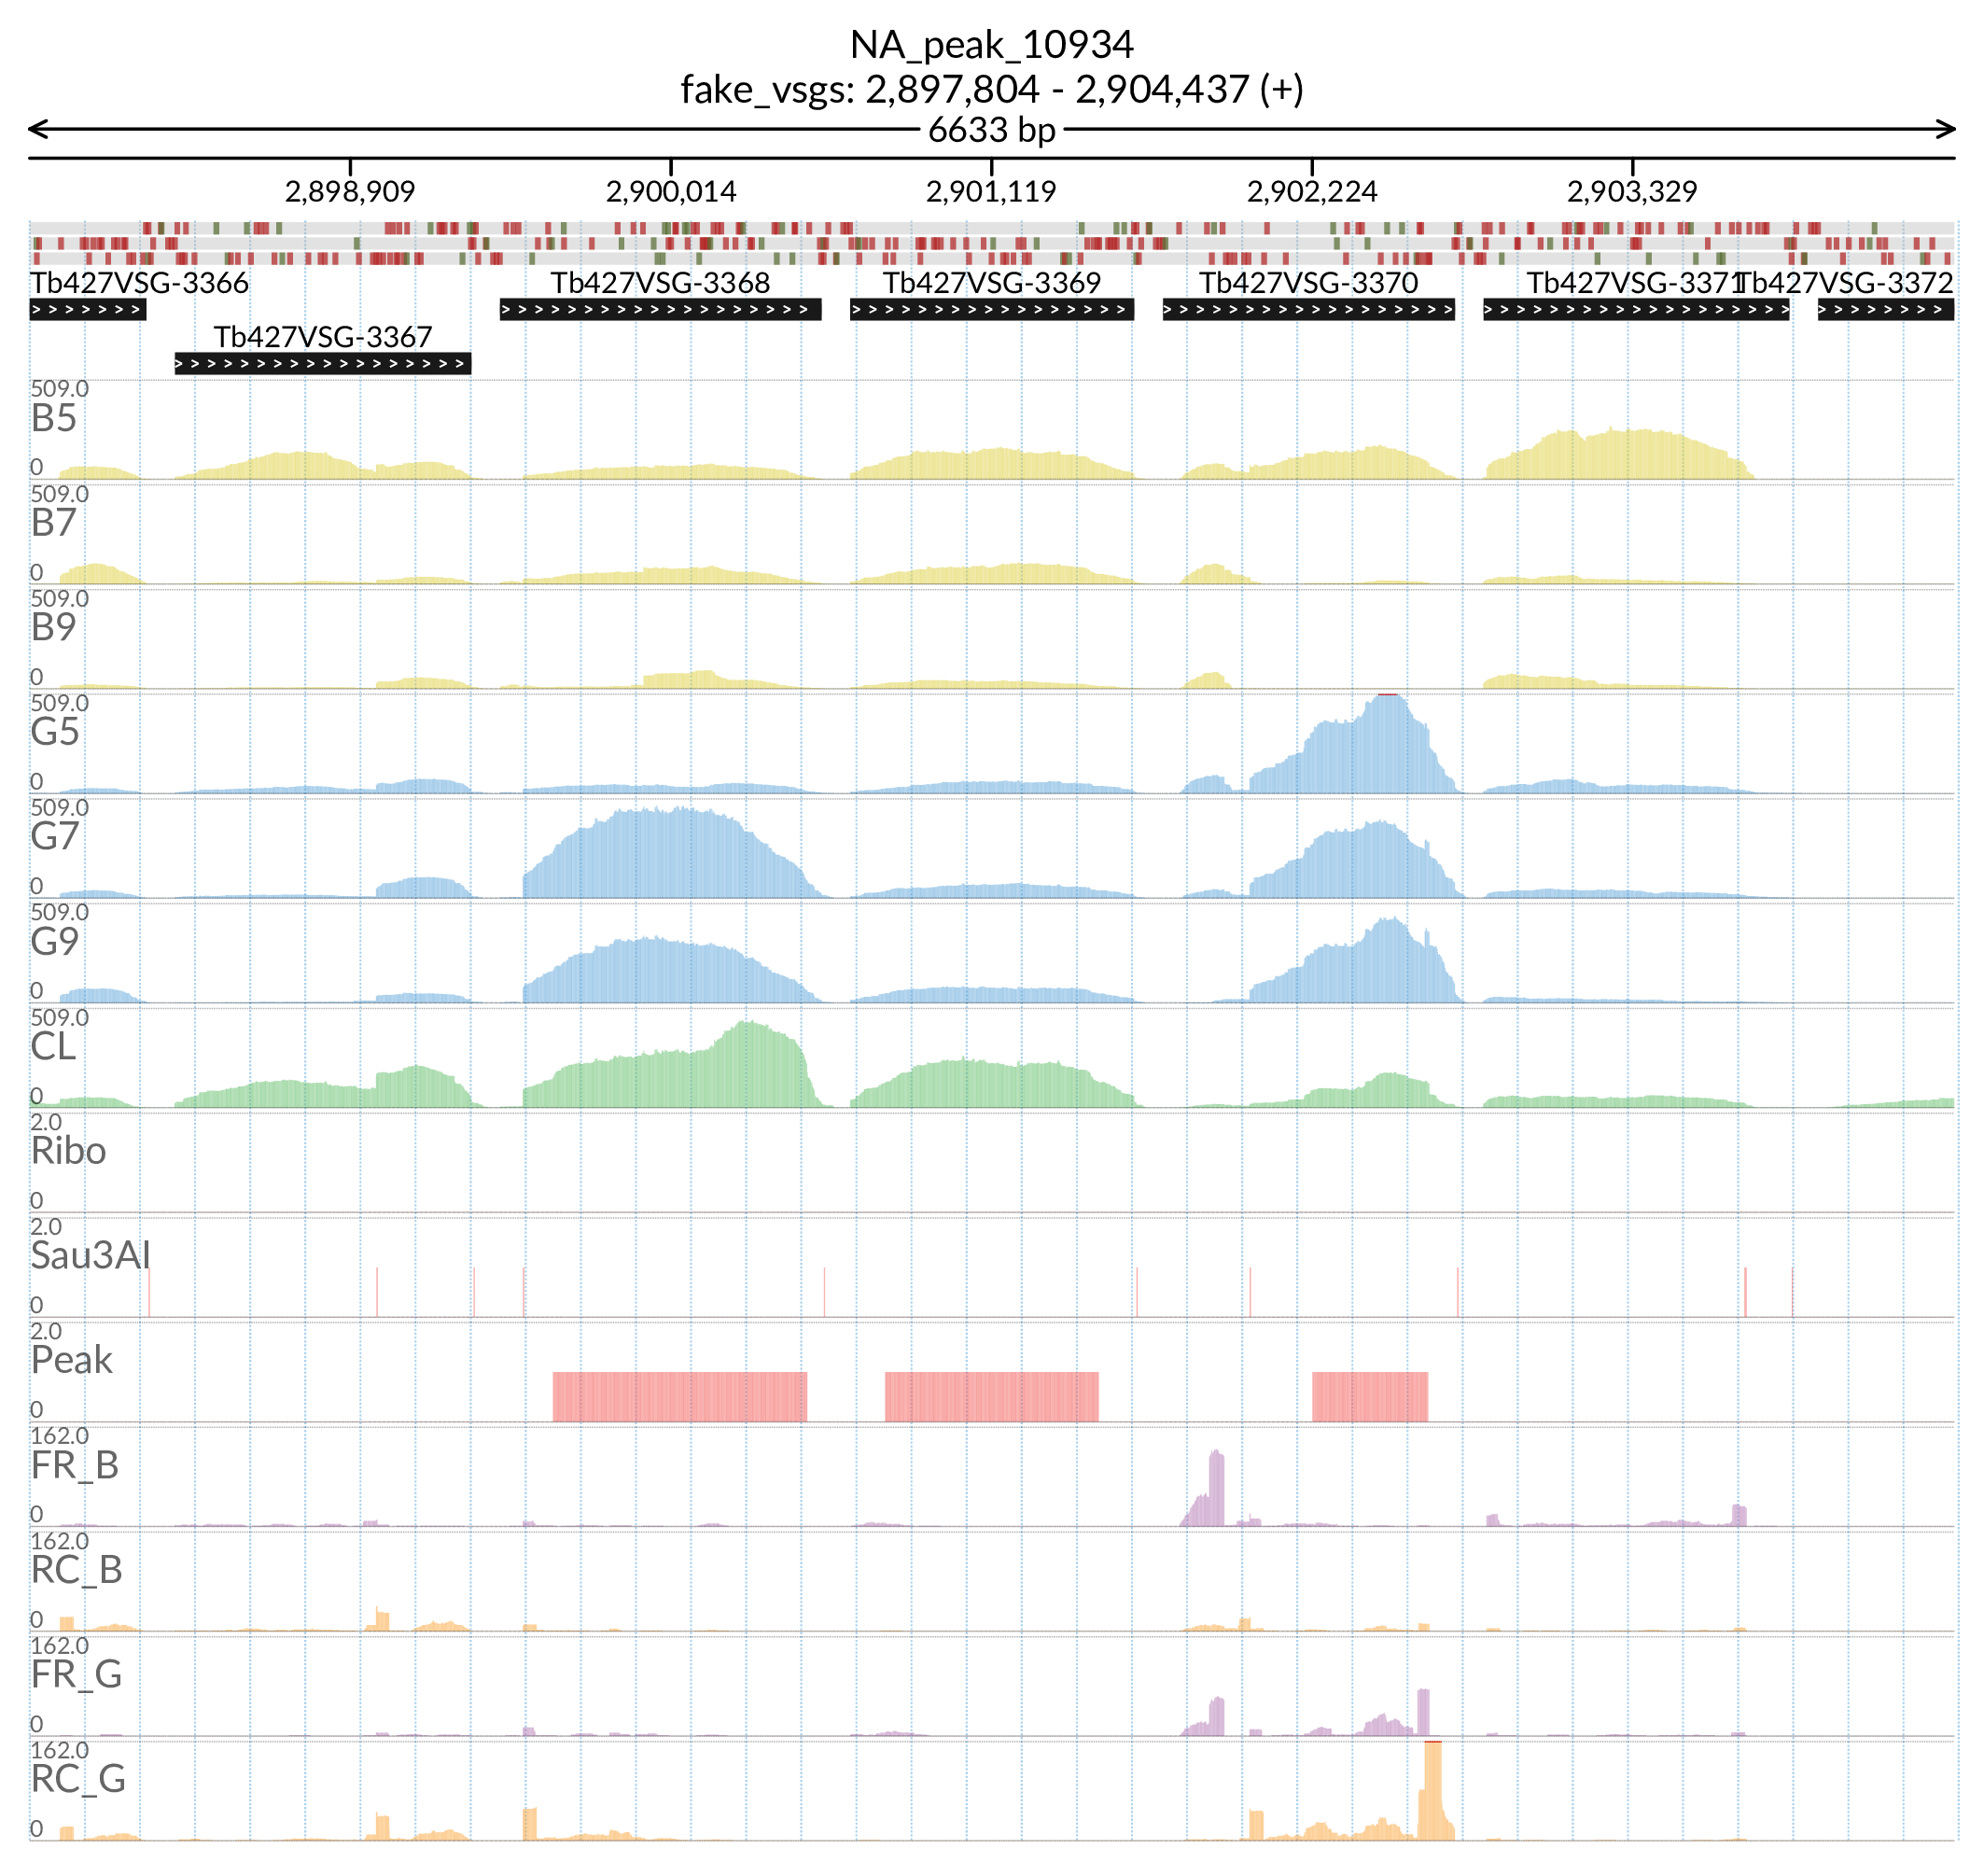 NA_peak_10934
fake_vsgs: 2,897,804 - 2,904,437 (+)
6633 bp
2,898,909 2,900,014 2,901,119 2,902,224 2,903,329
Tb427VSG-3366 Tb427VSG-3368 Tb427VSG-3369 Tb427VSG-3370 Tb427VSG-3371 Tb427VSG-3372
Tb427VSG-3367
509.0
B5
0
509.0
B7
0
509.0
B9
0
509.0
G5
0
509.0
G7
0
509.0
G9
0
509.0
CL
0
2.0
Ribo
0
2.0
Sau3AI
0
2.0
Peak
0
162.0
FR_B
0
162.0
RC_B
0
162.0
FR_G
0
162.0
RC_G
0